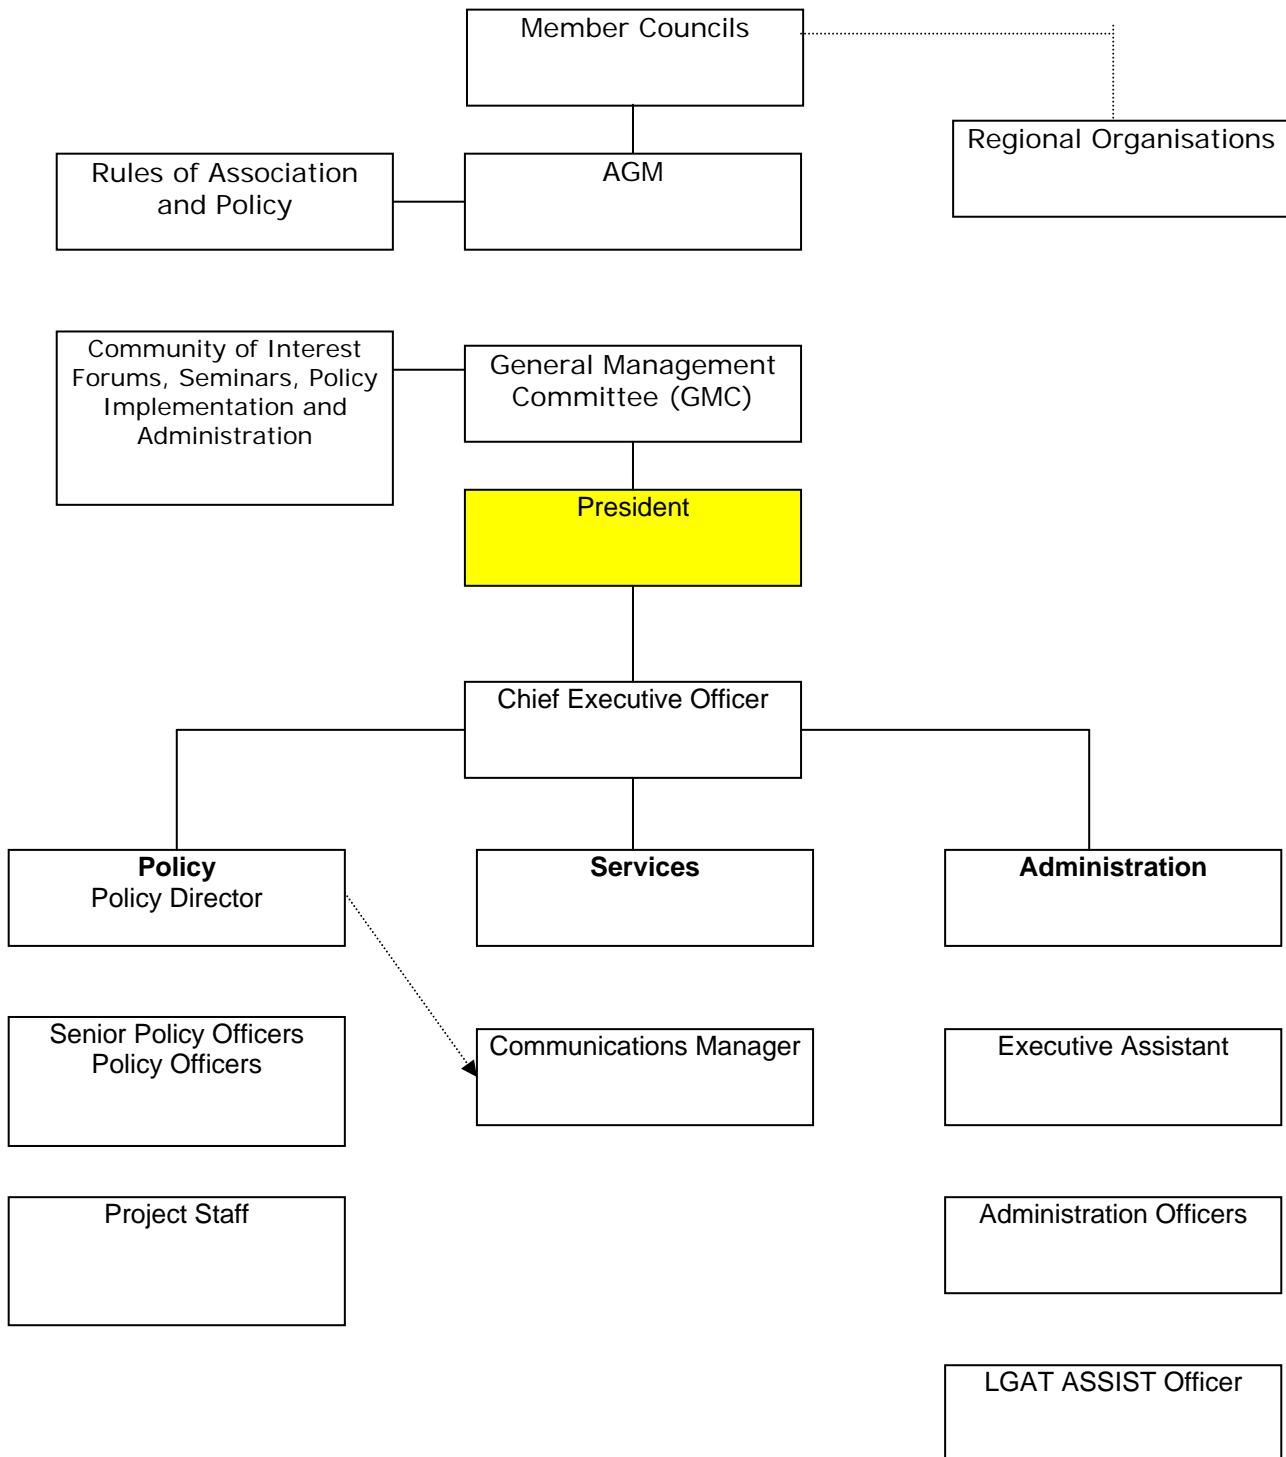 Member Councils
Regional Organisations
Rules of Association
and Policy
AGM
Community of Interest
Forums, Seminars, Policy
Implementation and
Administration
General Management
Committee (GMC)
President
Chief Executive Officer
Policy
Policy Director
Services
Administration
Senior Policy Officers
Policy Officers
Communications Manager
Executive Assistant
Project Staff
Administration Officers
LGAT ASSIST Officer